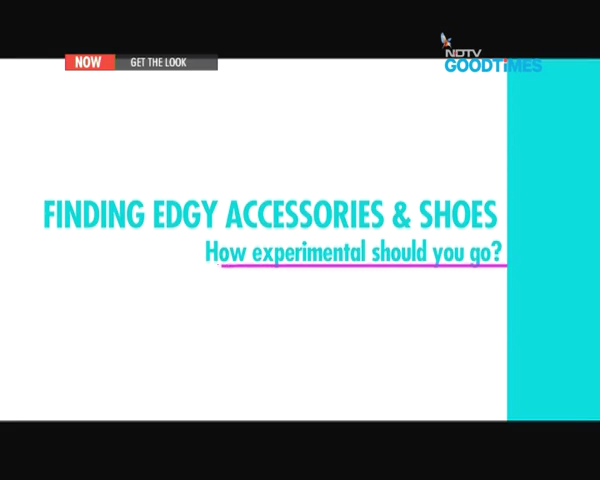 NOW GET THE LOOK
NDTV
GOODTiMES
FINDING EDGY ACCESSORIES & SHOES
How experimental should you go?